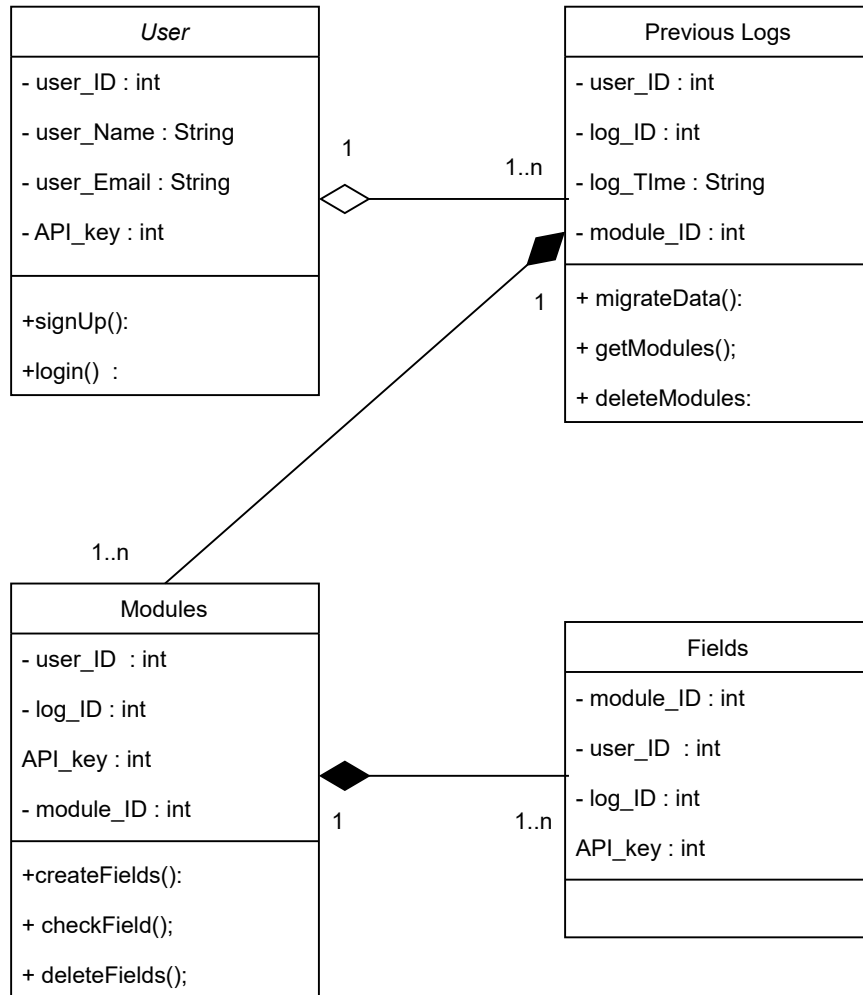 User
- user_ID : int
- user_Name : String
- user_Email : String
- API_key : int
+signUp():
+login()  :
1
1..n
Previous Logs
- user_ID : int
- log_ID : int
- log_TIme : String
- module_ID : int
+ migrateData():
+ getModules();
+ deleteModules:
1
1..n
Modules
- user_ID  : int
- log_ID : int
API_key : int
- module_ID : int
+createFields():
+ checkField();
+ deleteFields();
1
1..n
Fields
- module_ID : int
- user_ID  : int
- log_ID : int
API_key : int